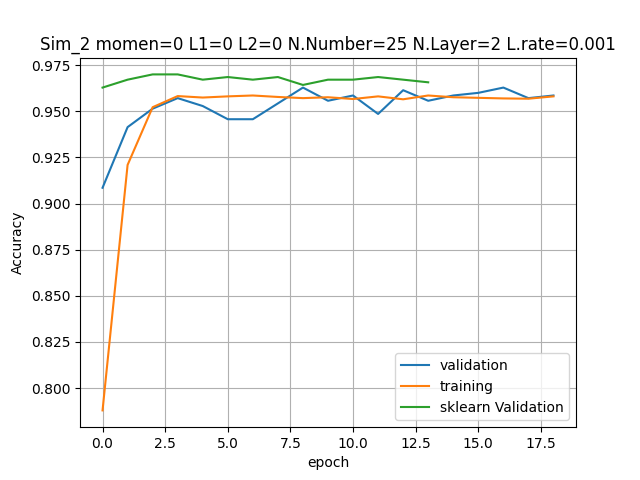 Sim_2 momen=0 L1=0 L2=0 N.Number=25 N.Layer=2 L.rate=0.001
0.975
0.950
0.925
0.900
0.875
0.850
0.825
0.800
Accuracy
validation
training
sklearn Validation
0.0 2.5 5.0 7.5 10.0 12.5 15.0 17.5
epoch